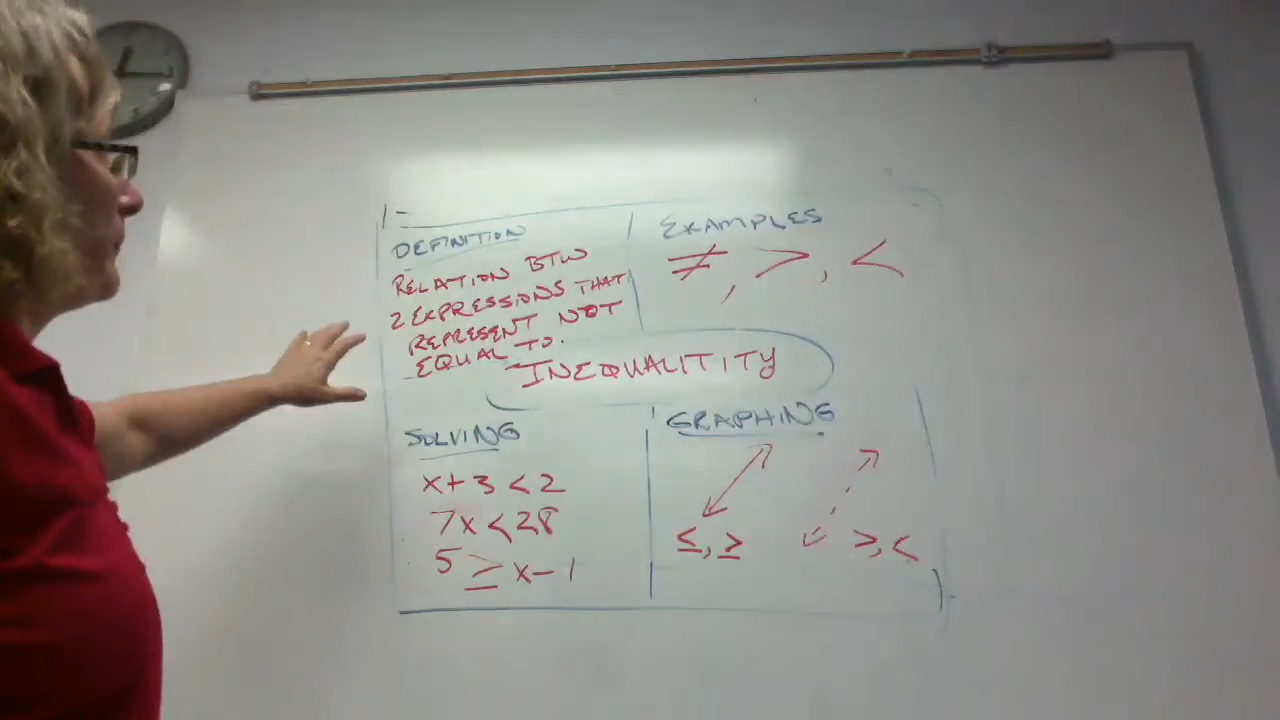 DEFINITION
RELATION BTW
2 EXPRESSIONS THAT
REPRESENT NOT
EQUAL TO.
EXAMPLES
≠, >, <
INEQUALITITY
SOLVING
x+3<2
7x<28
5≥x-1
GRAPHING
≤,≥
>,<